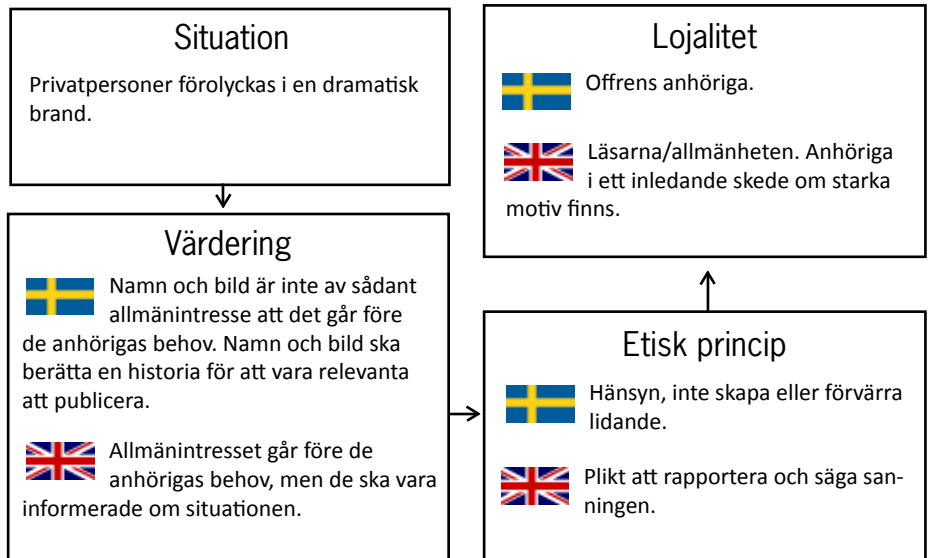 Situation
Privatpersoner förolyckas i en dramatisk
brand.
Värdering
Namn och bild är inte av sådant
allmänintresse att det går före
de anhörigas behov. Namn och bild ska
berätta en historia för att vara relevanta
att publicera.
Allmänintresset går före de
anhörigas behov, men de ska vara
informerade om situationen.
Etisk princip
Hänsyn, inte skapa eller förvärra
lidande.
Plikt att rapportera och säga san-
ningen.
Lojalitet
Offrens anhöriga.
Läsarna/allmänheten. Anhöriga
i ett inledande skede om starka
motiv finns.